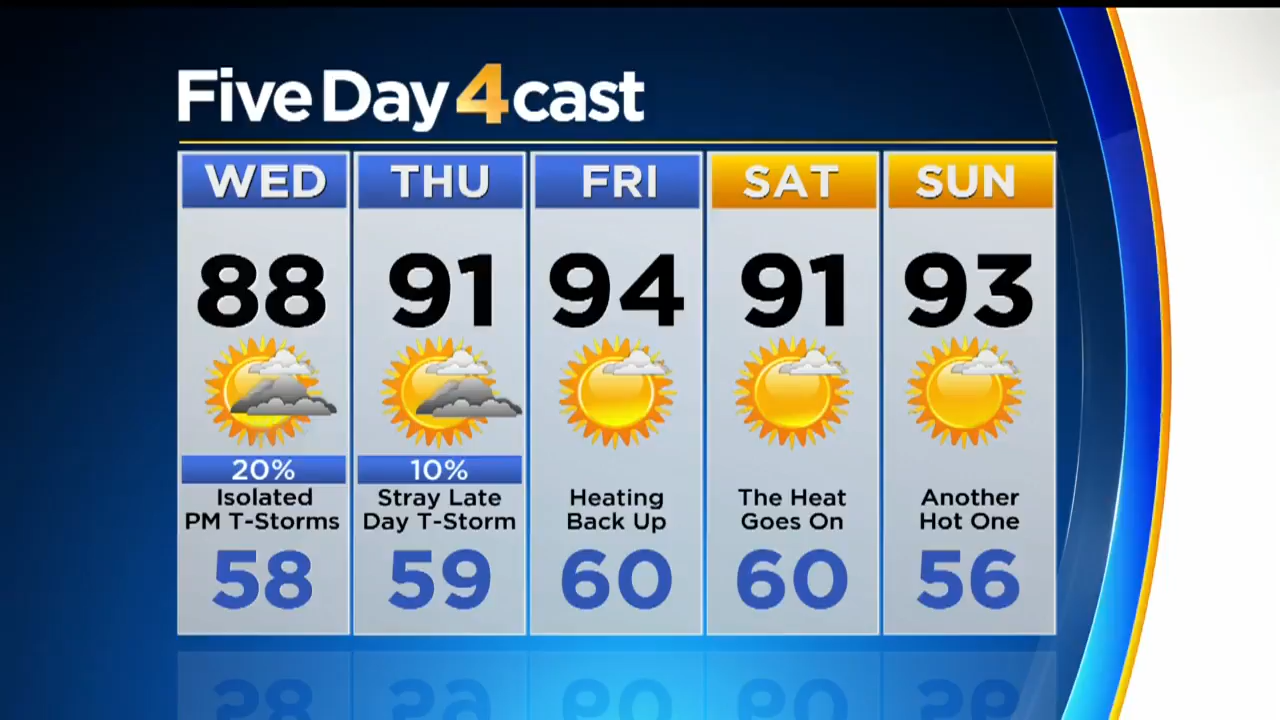 Five Day 4cast
WED THU FRI SAT SUN
88 91 94 91 93
20% 10%
Isolated PM T-Storms
Stray Late Day T-Storm
Heating Back Up
The Heat Goes On
Another Hot One
58 59 60 60 56